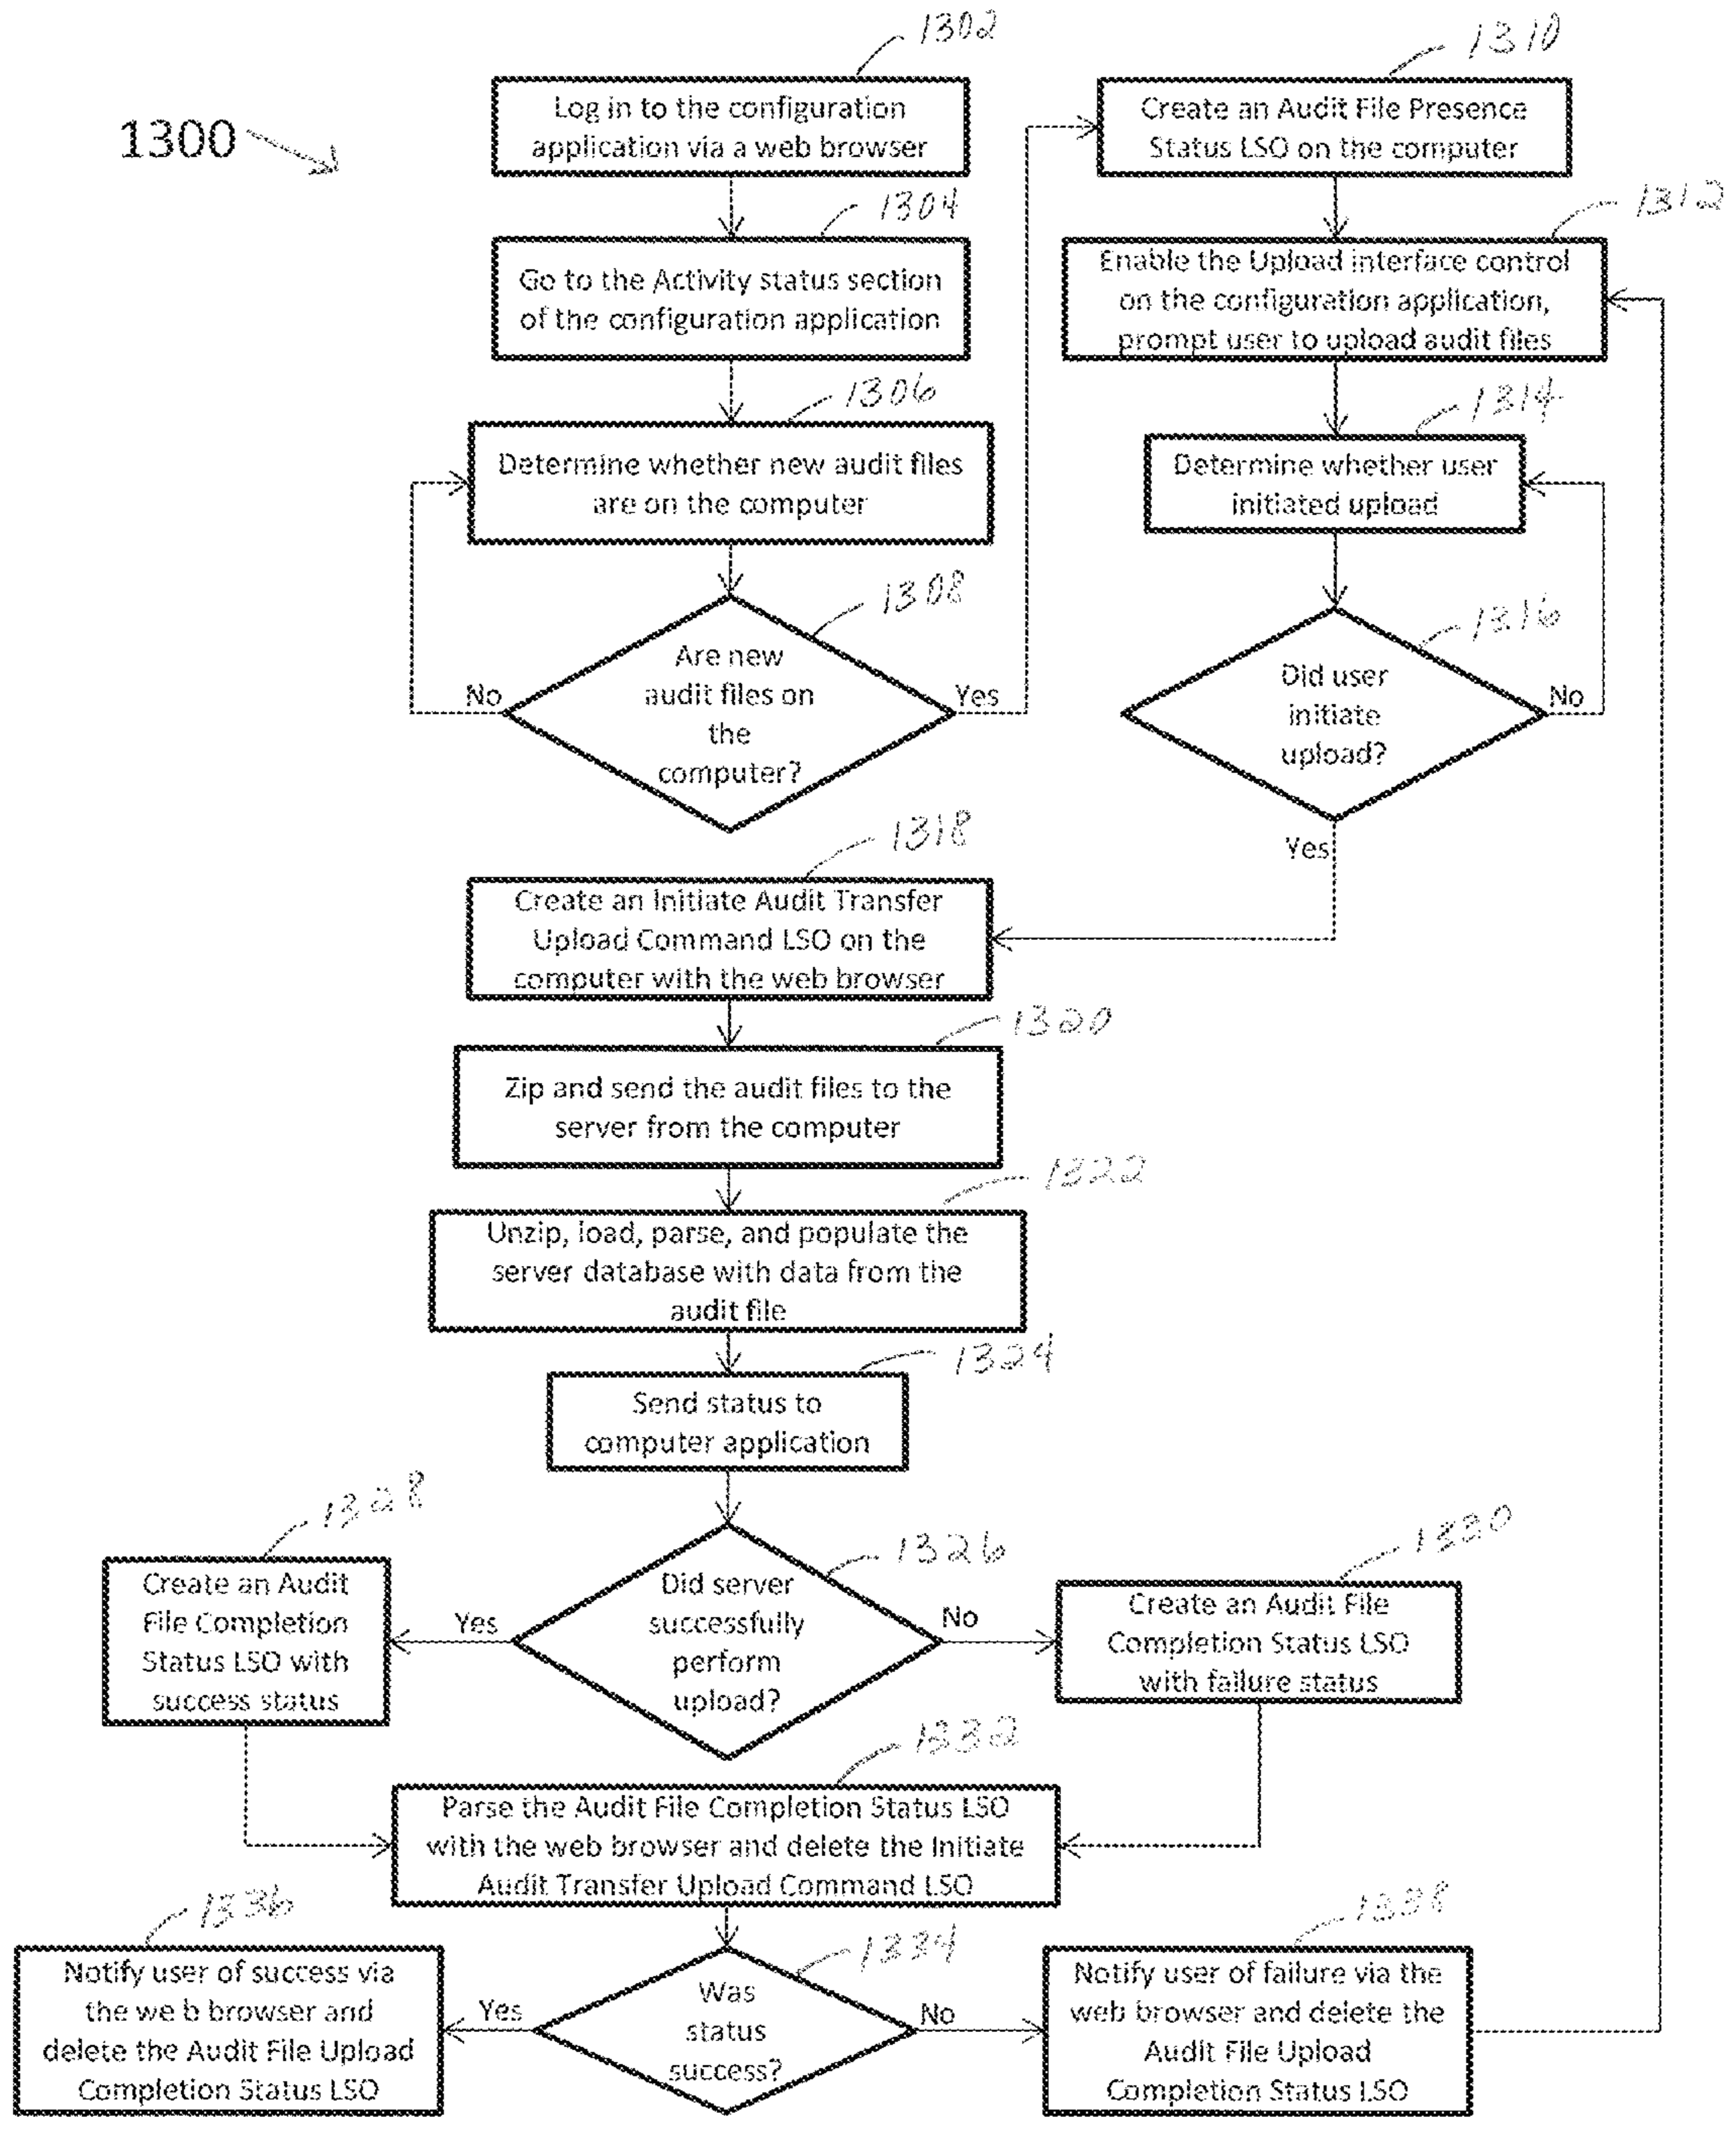 1300
1302
Log in to the configuration
application via a web browser
1304
Go to the Activity status section
of the configuration application
1306
Determine whether new audit files
are on the computer
1308
Are new
audit files on
the
computer?
No
Yes
1310
Create an Audit File Presence
Status LSO on the computer
1312
Enable the Upload interface control
on the configuration application,
prompt user to upload audit files
1314
Determine whether user
initiated upload
1316
Did user
initiate
upload?
No
Yes
1318
Create an Initiate Audit Transfer
Upload Command LSO on the
computer with the web browser
1320
Zip and send the audit files to the
server from the computer
1322
Unzip, load, parse, and populate the
server database with data from the
audit file
1324
Send status to
computer application
1326
Did server
successfully
perform
upload?
Yes
No
1328
Create an Audit
File Completion
Status LSO with
success status
1330
Create an Audit File
Completion Status LSO
with failure status
1332
Parse the Audit File Completion Status LSO
with the web browser and delete the Initiate
Audit Transfer Upload Command LSO
1334
Was
status
success?
Yes
No
1336
Notify user of success via
the we b browser and
delete the Audit File Upload
Completion Status LSO
1338
Notify user of failure via the
web browser and delete the
Audit File Upload
Completion Status LSO